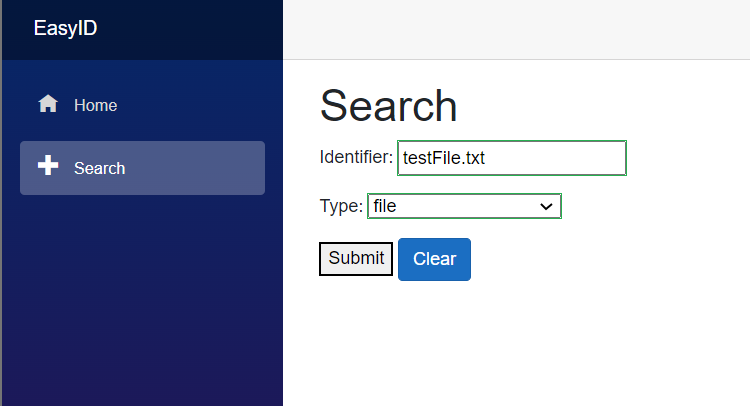 EasyID
Home
Search
Search
Identifier: testFile.txt
Type: file
Submit Clear